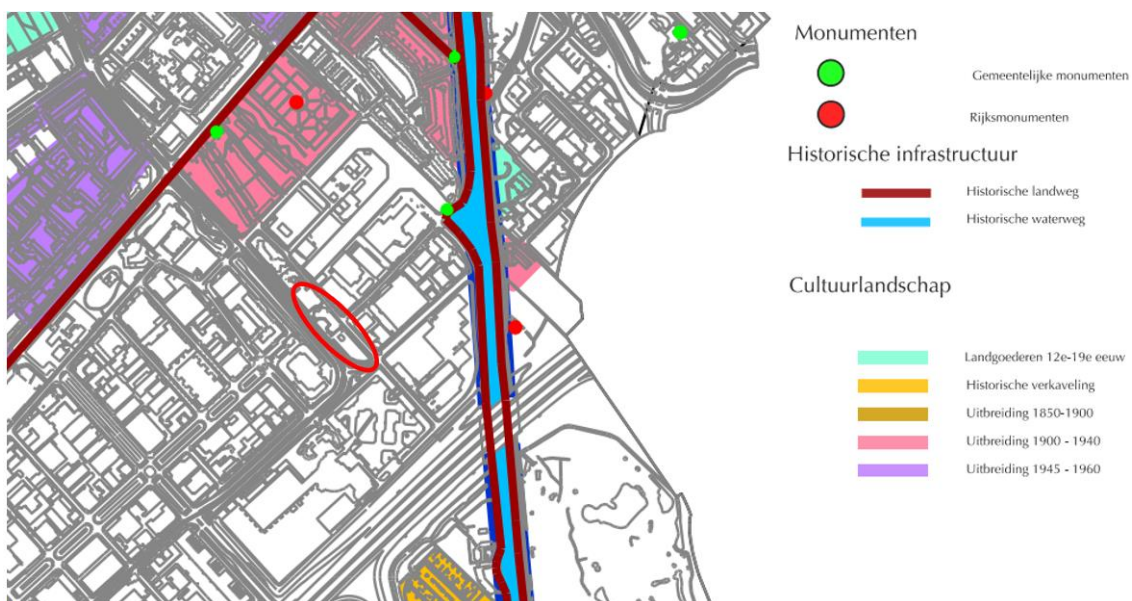 Monumenten
Gemeentelijke monumenten
Rijksmonumenten
Historische infrastructuur
Historische landweg
Historische waterweg
Cultuurlandschap
Landgoederen 12e-19e eeuw
Historische verkaveling
Uitbreiding 1850-1900
Uitbreiding 1900 - 1940
Uitbreiding 1945 - 1960